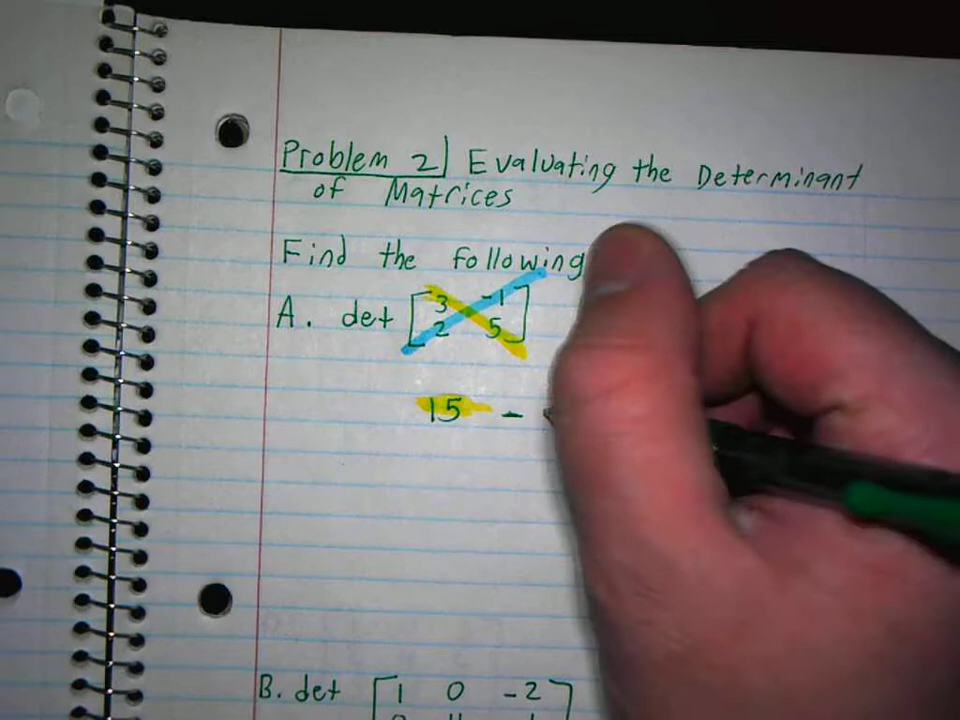 Problem 2| Evaluating the Determinant
of Matrices
Find the following
A. det [3 -1
2 5]
15 -
B. det [1 0 -2]